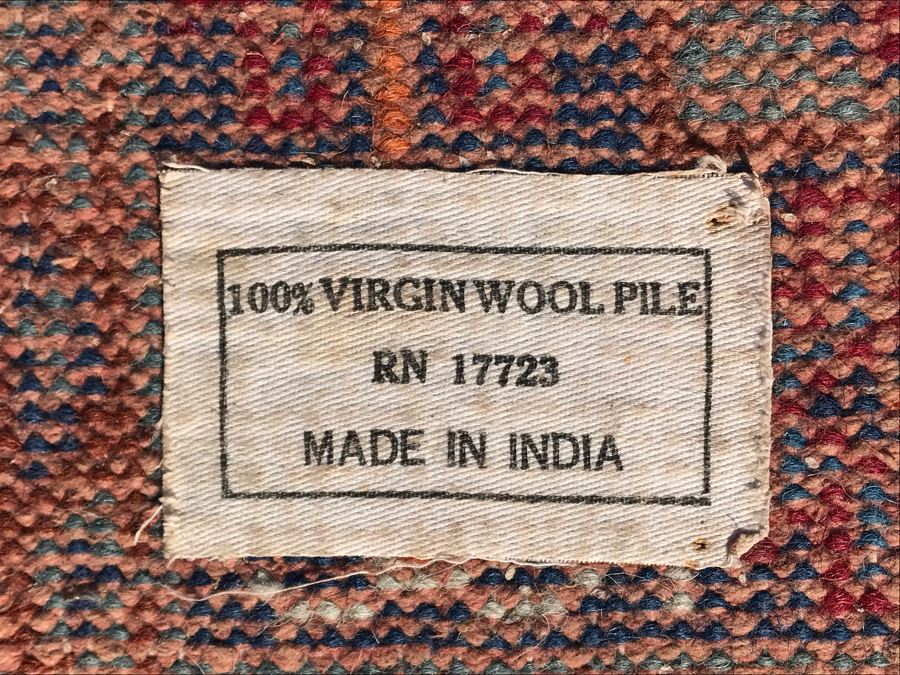 100% VIRGIN WOOL PILE
RN 17723
MADE IN INDIA